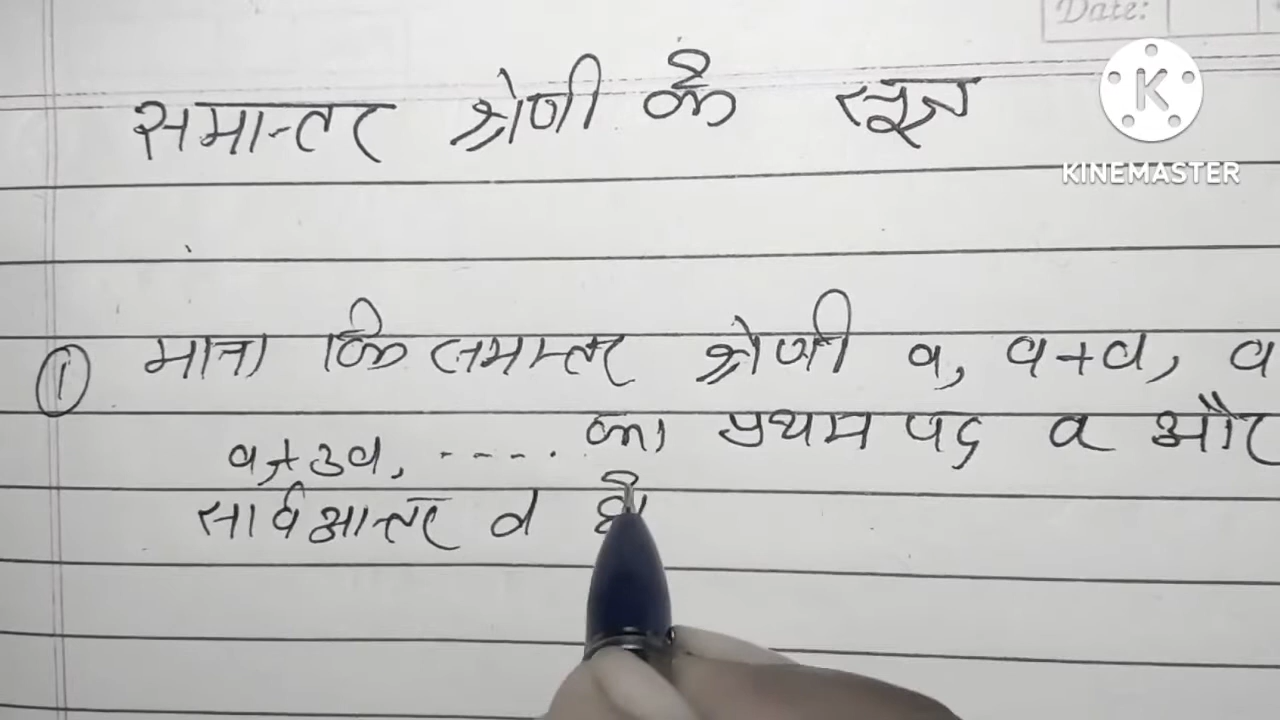 Date:
समान्तर श्रेणी के सूत्र
KINEMASTER
① माना कि समान्तर श्रेणी a, a+d, a
a+3d, ..... का प्रथम पद a और
सार्वअन्तर d है